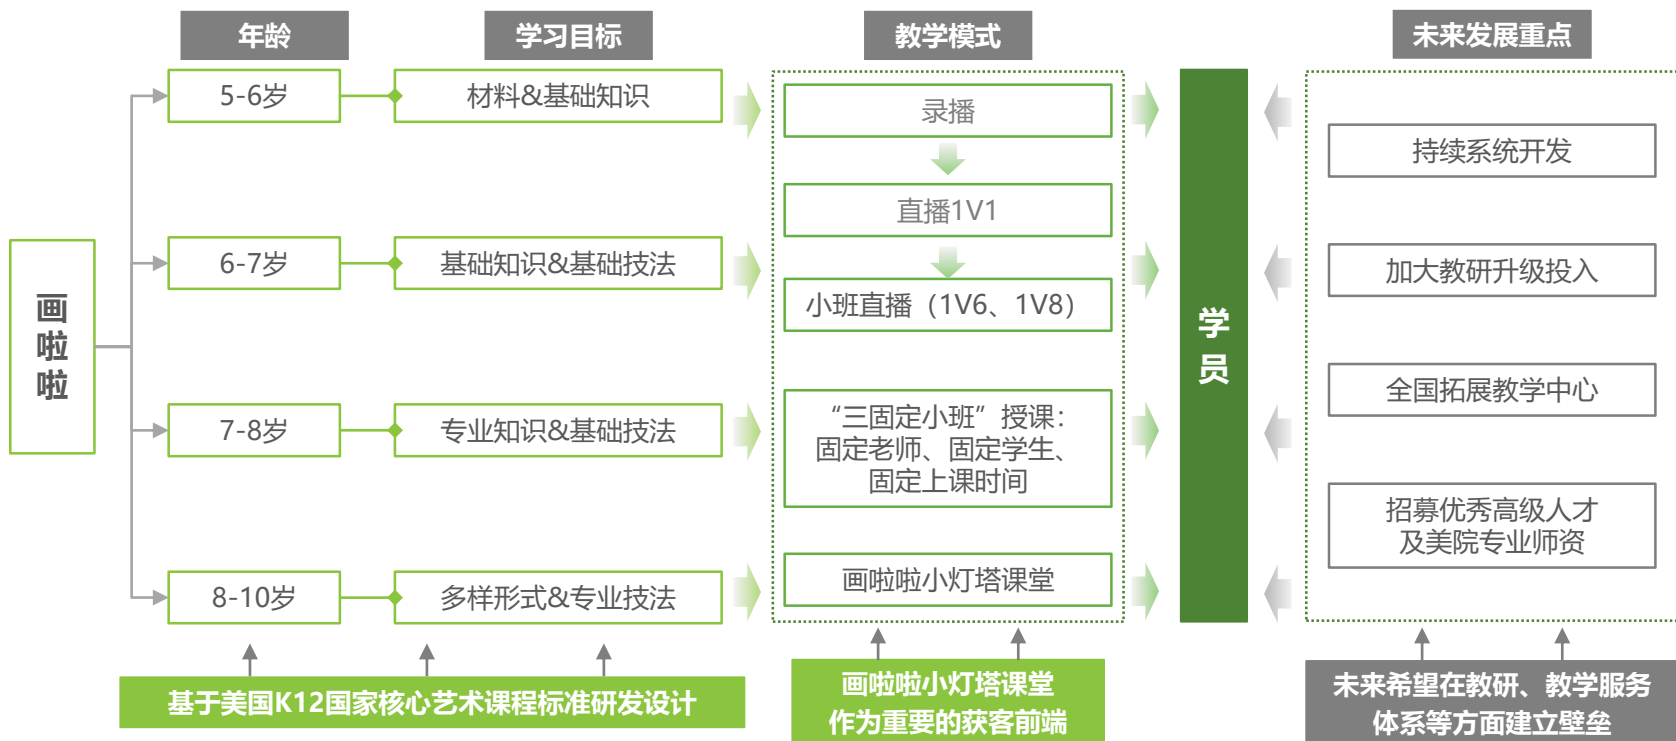 年龄
学习目标
教学模式
未来发展重点
画
啦
啦
5-6岁
材料&基础知识
6-7岁
基础知识&基础技法
7-8岁
专业知识&基础技法
8-10岁
多样形式&专业技法
基于美国K12国家核心艺术课程标准研发设计
录播
直播1V1
小班直播（1V6、1V8）
“三固定小班”授课：
固定老师、固定学生、
固定上课时间
画啦啦小灯塔课堂
画啦啦小灯塔课堂
作为重要的获客前端
学
员
持续系统开发
加大教研升级投入
全国拓展教学中心
招募优秀高级人才
及美院专业师资
未来希望在教研、教学服务
体系等方面建立壁垒